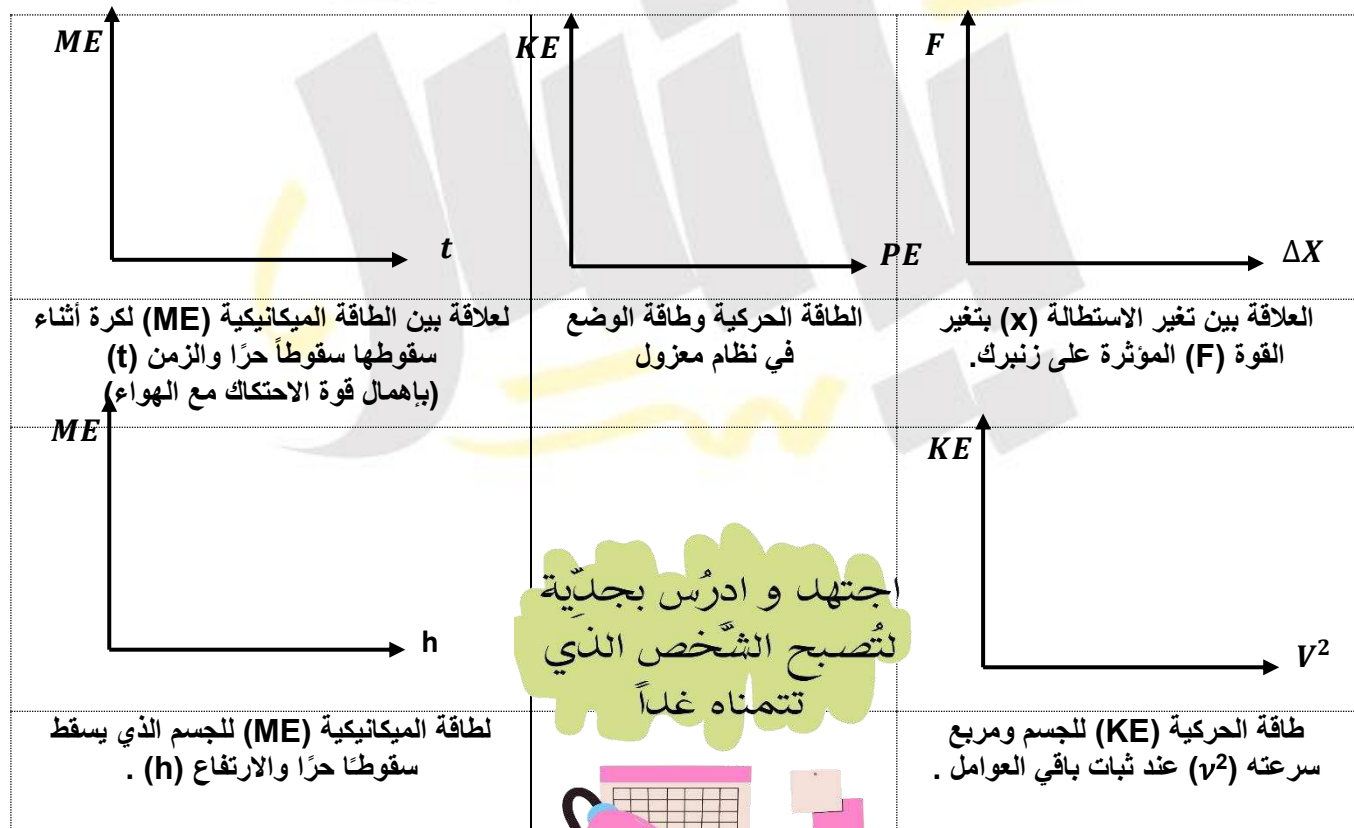 F
ΔX
KE
PE
ME
t
العلاقة بين تغير الاستطالة (x) بتغير
القوة (F) المؤثرة على زنبرك.
الطاقة الحركية وطاقة الوضع
في نظام معزول
لعلاقة بين الطاقة الميكانيكية (ME) لكرة أثناء
سقوطها سقوطاً حرًا والزمن (t)
(بإهمال قوة الاحتكاك مع الهواء)
KE
V²
اجتهد و ادرُس بجدِّية
لتُصبح الشَّخص الذي
تتمناه غداً
ME
h
طاقة الحركية (KE) للجسم ومربع
سرعته (v²) عند ثبات باقي العوامل .
لطاقة الميكانيكية (ME) للجسم الذي يسقط
سقوطًا حرًا والارتفاع (h) .